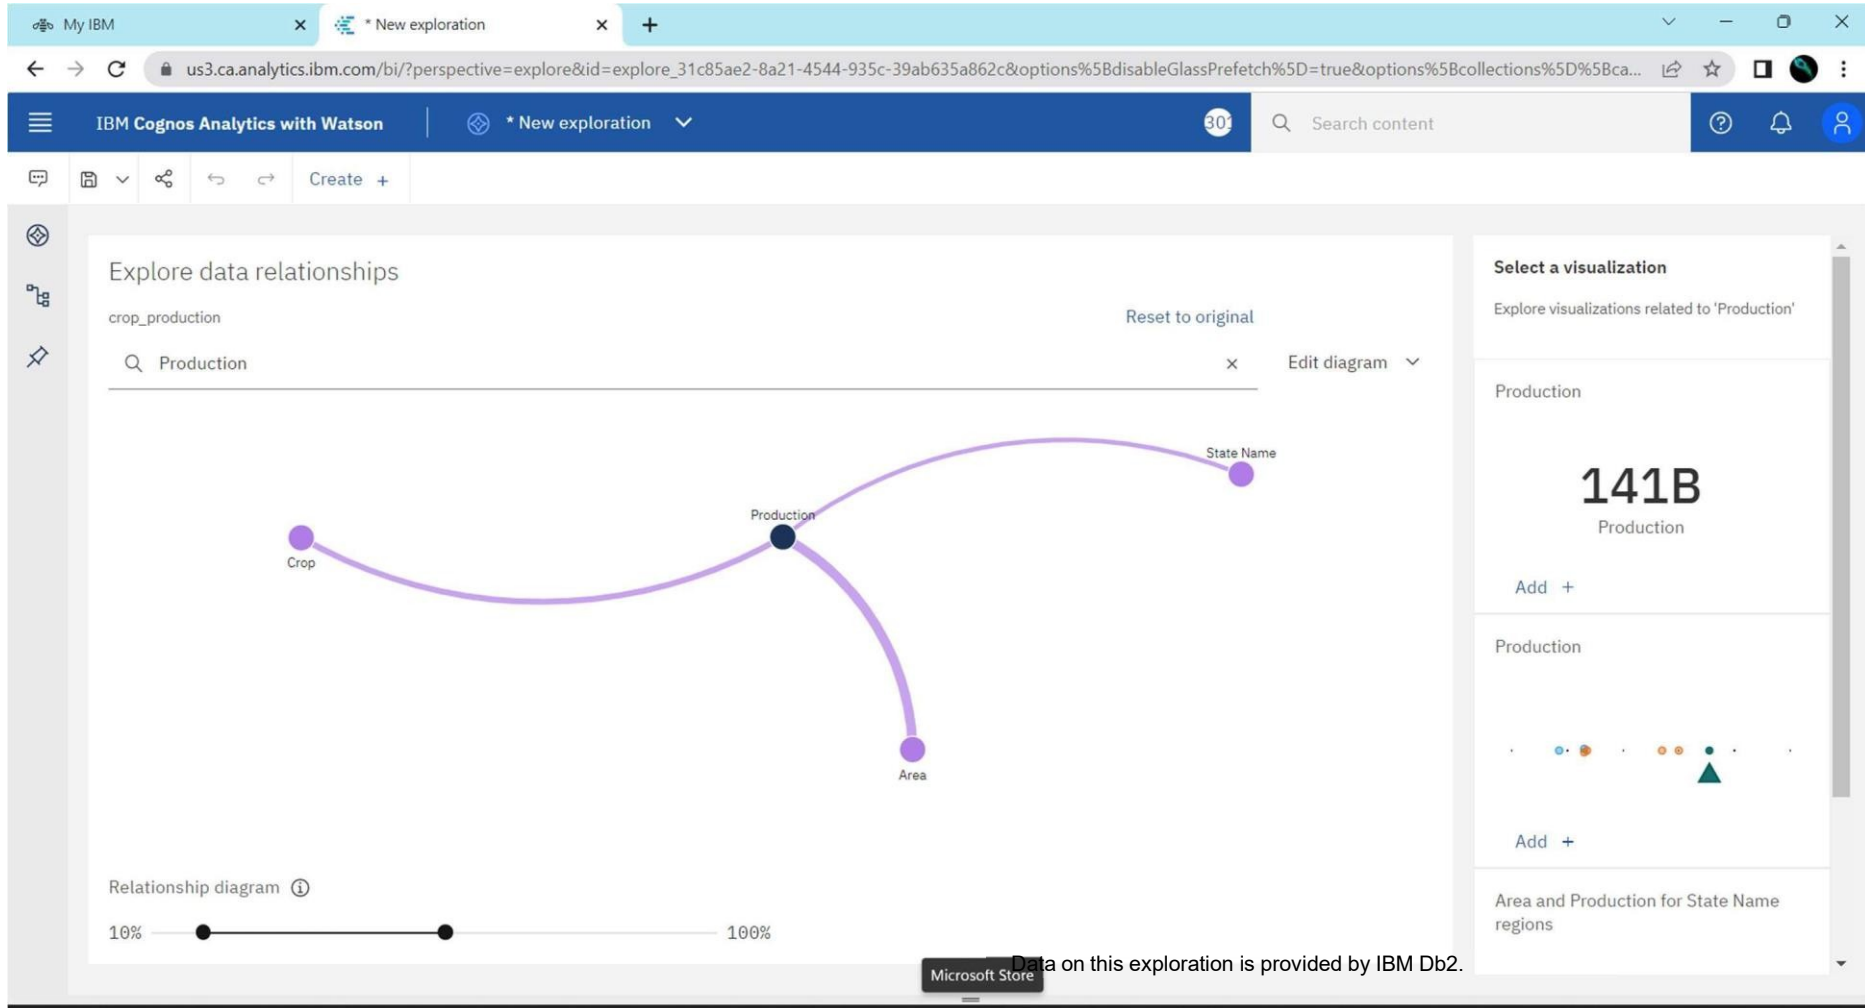 My IBM
* New exploration
us3.ca.analytics.ibm.com/bi/?perspective=explore&id=explore_31c85ae2-8a21-4544-935c-39ab635a862c&options%5BdisableGlassPrefetch%5D=true&options%5Bcollections%5D%5Bca...
IBM Cognos Analytics with Watson
* New exploration
301
Search content
Create +
Explore data relationships
crop_production
Reset to original
Production
Edit diagram
State Name
Production
Crop
Area
Relationship diagram
10%
100%
Select a visualization
Explore visualizations related to 'Production'
Production
141B
Production
Add +
Production
Add +
Area and Production for State Name
regions
Data on this exploration is provided by IBM Db2.
Microsoft Store